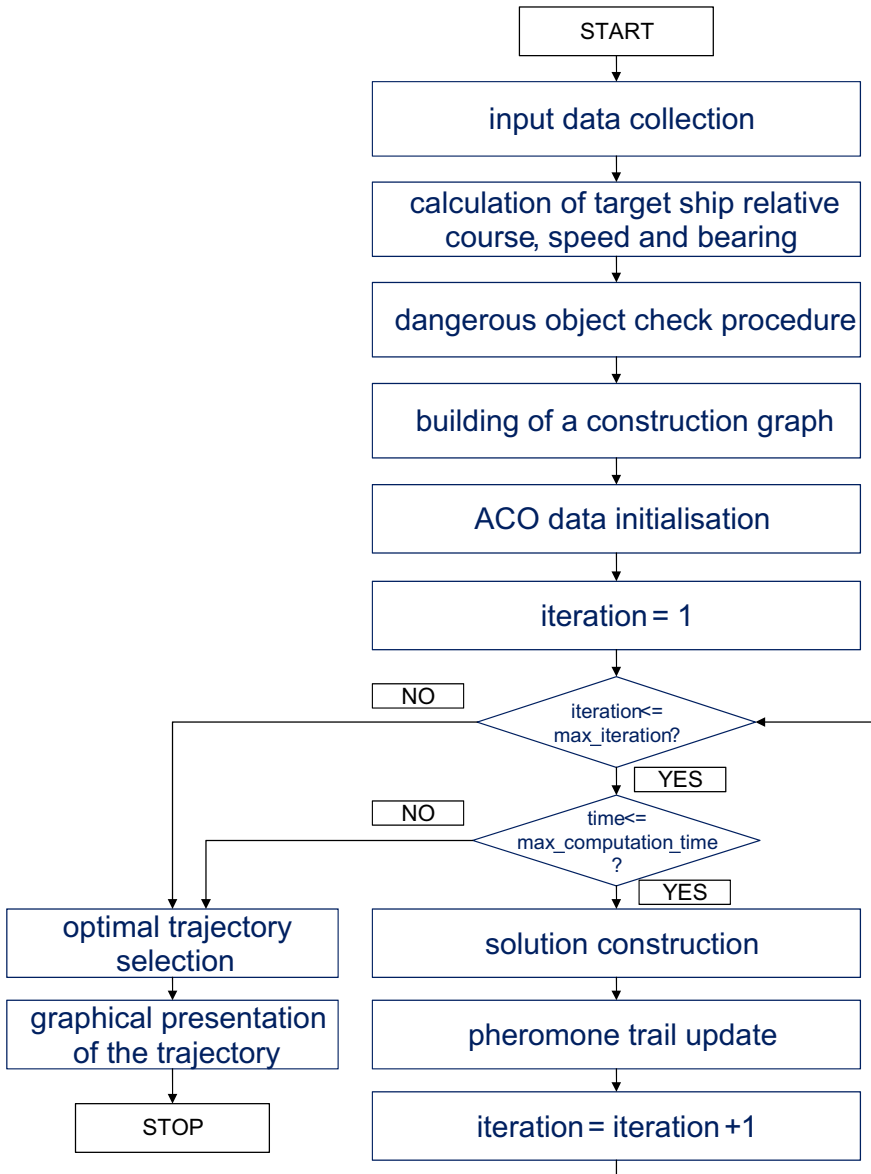 START
input data collection
calculation of target ship relative
course, speed and bearing
dangerous object check procedure
building of a construction graph
ACO data initialisation
iteration = 1
NO
iteration<=
max_iteration?
YES
NO
time<=
max_computation_time
?
YES
optimal trajectory
selection
solution construction
graphical presentation
of the trajectory
pheromone trail update
STOP
iteration = iteration +1